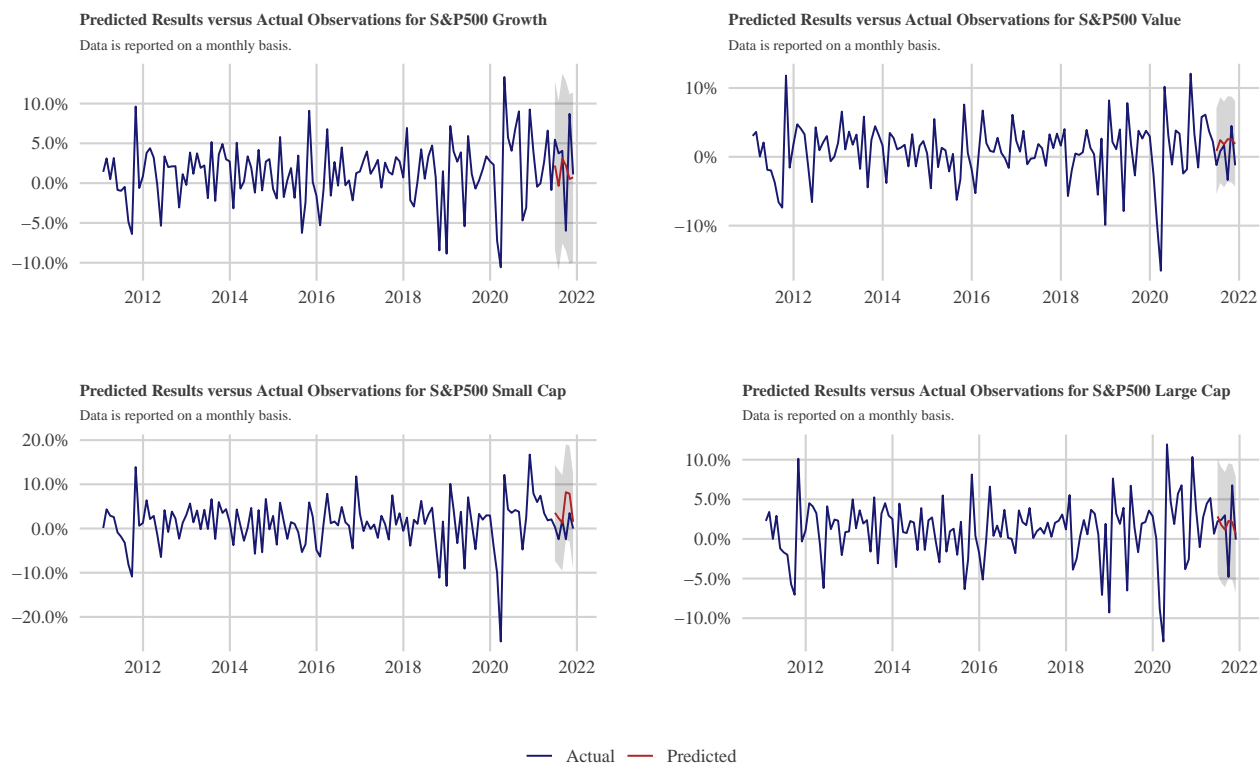 Predicted Results versus Actual Observations for S&P500 Growth
Data is reported on a monthly basis.
10.0%
5.0%
0.0%
−5.0%
−10.0%
2012 2014 2016 2018 2020 2022
Predicted Results versus Actual Observations for S&P500 Value
Data is reported on a monthly basis.
10%
0%
−10%
2012 2014 2016 2018 2020 2022
Predicted Results versus Actual Observations for S&P500 Small Cap
Data is reported on a monthly basis.
20.0%
10.0%
0.0%
−10.0%
−20.0%
2012 2014 2016 2018 2020 2022
Predicted Results versus Actual Observations for S&P500 Large Cap
Data is reported on a monthly basis.
10.0%
5.0%
0.0%
−5.0%
−10.0%
2012 2014 2016 2018 2020 2022
Actual Predicted